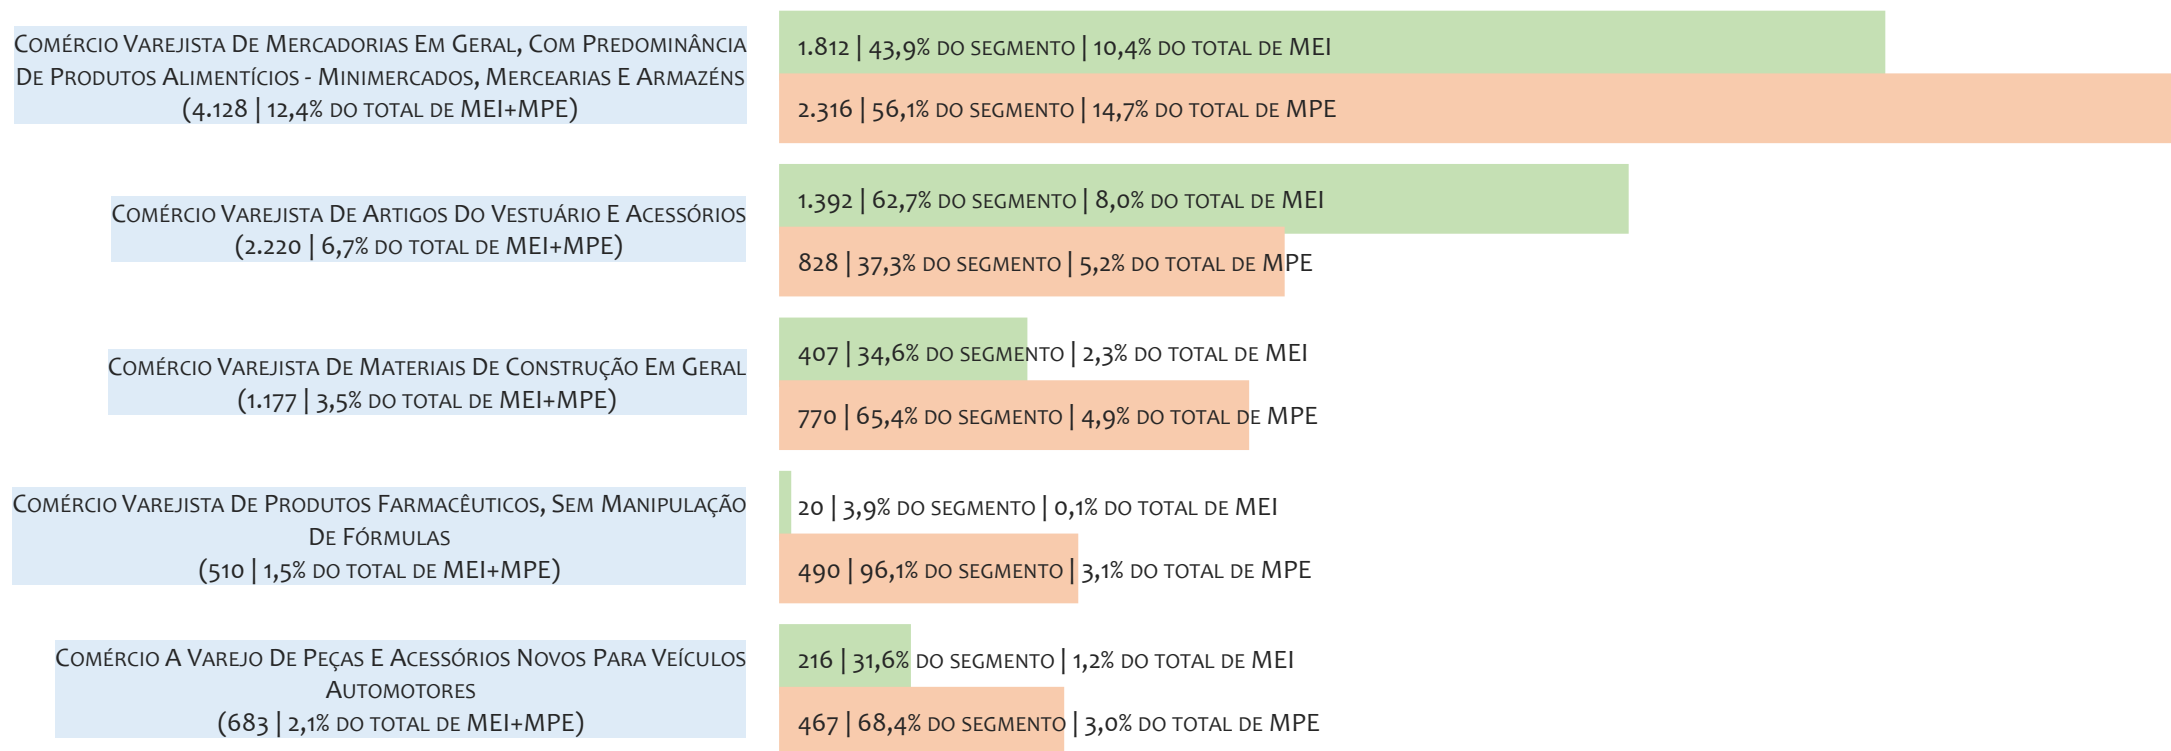 Comércio Varejista De Mercadorias Em Geral, Com Predominância
De Produtos Alimentícios - Minimercados, Mercearias E Armazéns
(4.128 | 12,4% do total de MEI+MPE)
1.812 | 43,9% do segmento | 10,4% do total de MEI
2.316 | 56,1% do segmento | 14,7% do total de MPE
Comércio Varejista De Artigos Do Vestuário E Acessórios
(2.220 | 6,7% do total de MEI+MPE)
1.392 | 62,7% do segmento | 8,0% do total de MEI
828 | 37,3% do segmento | 5,2% do total de MPE
Comércio Varejista De Materiais De Construção Em Geral
(1.177 | 3,5% do total de MEI+MPE)
407 | 34,6% do segmento | 2,3% do total de MEI
770 | 65,4% do segmento | 4,9% do total de MPE
Comércio Varejista De Produtos Farmacêuticos, Sem Manipulação
De Fórmulas
(510 | 1,5% do total de MEI+MPE)
20 | 3,9% do segmento | 0,1% do total de MEI
490 | 96,1% do segmento | 3,1% do total de MPE
Comércio A Varejo De Peças E Acessórios Novos Para Veículos
Automotores
(683 | 2,1% do total de MEI+MPE)
216 | 31,6% do segmento | 1,2% do total de MEI
467 | 68,4% do segmento | 3,0% do total de MPE